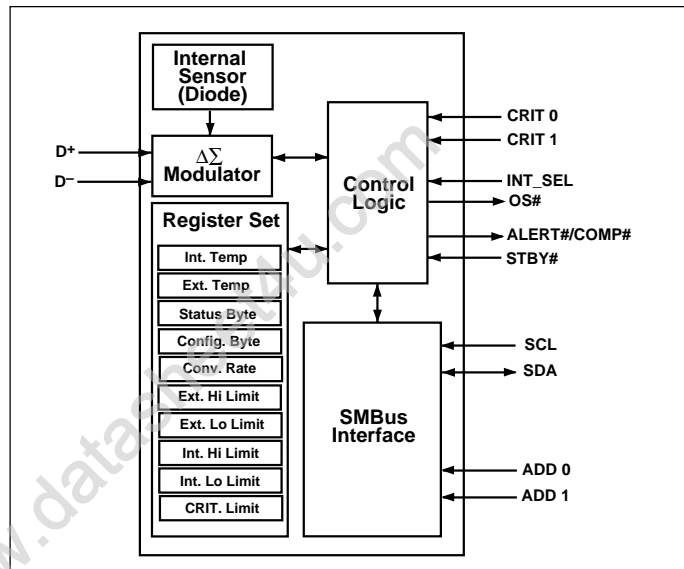 Internal
Sensor
(Diode)
D+
D–
ΔΣ
Modulator
Control
Logic
CRIT 0
CRIT 1
INT_SEL
OS#
ALERT#/COMP#
STBY#
Register Set
Int. Temp
Ext. Temp
Status Byte
Config. Byte
Conv. Rate
Ext. Hi Limit
Ext. Lo Limit
Int. Hi Limit
Int. Lo Limit
CRIT. Limit
SMBus
Interface
SCL
SDA
ADD 0
ADD 1
w.datasheet4u.com